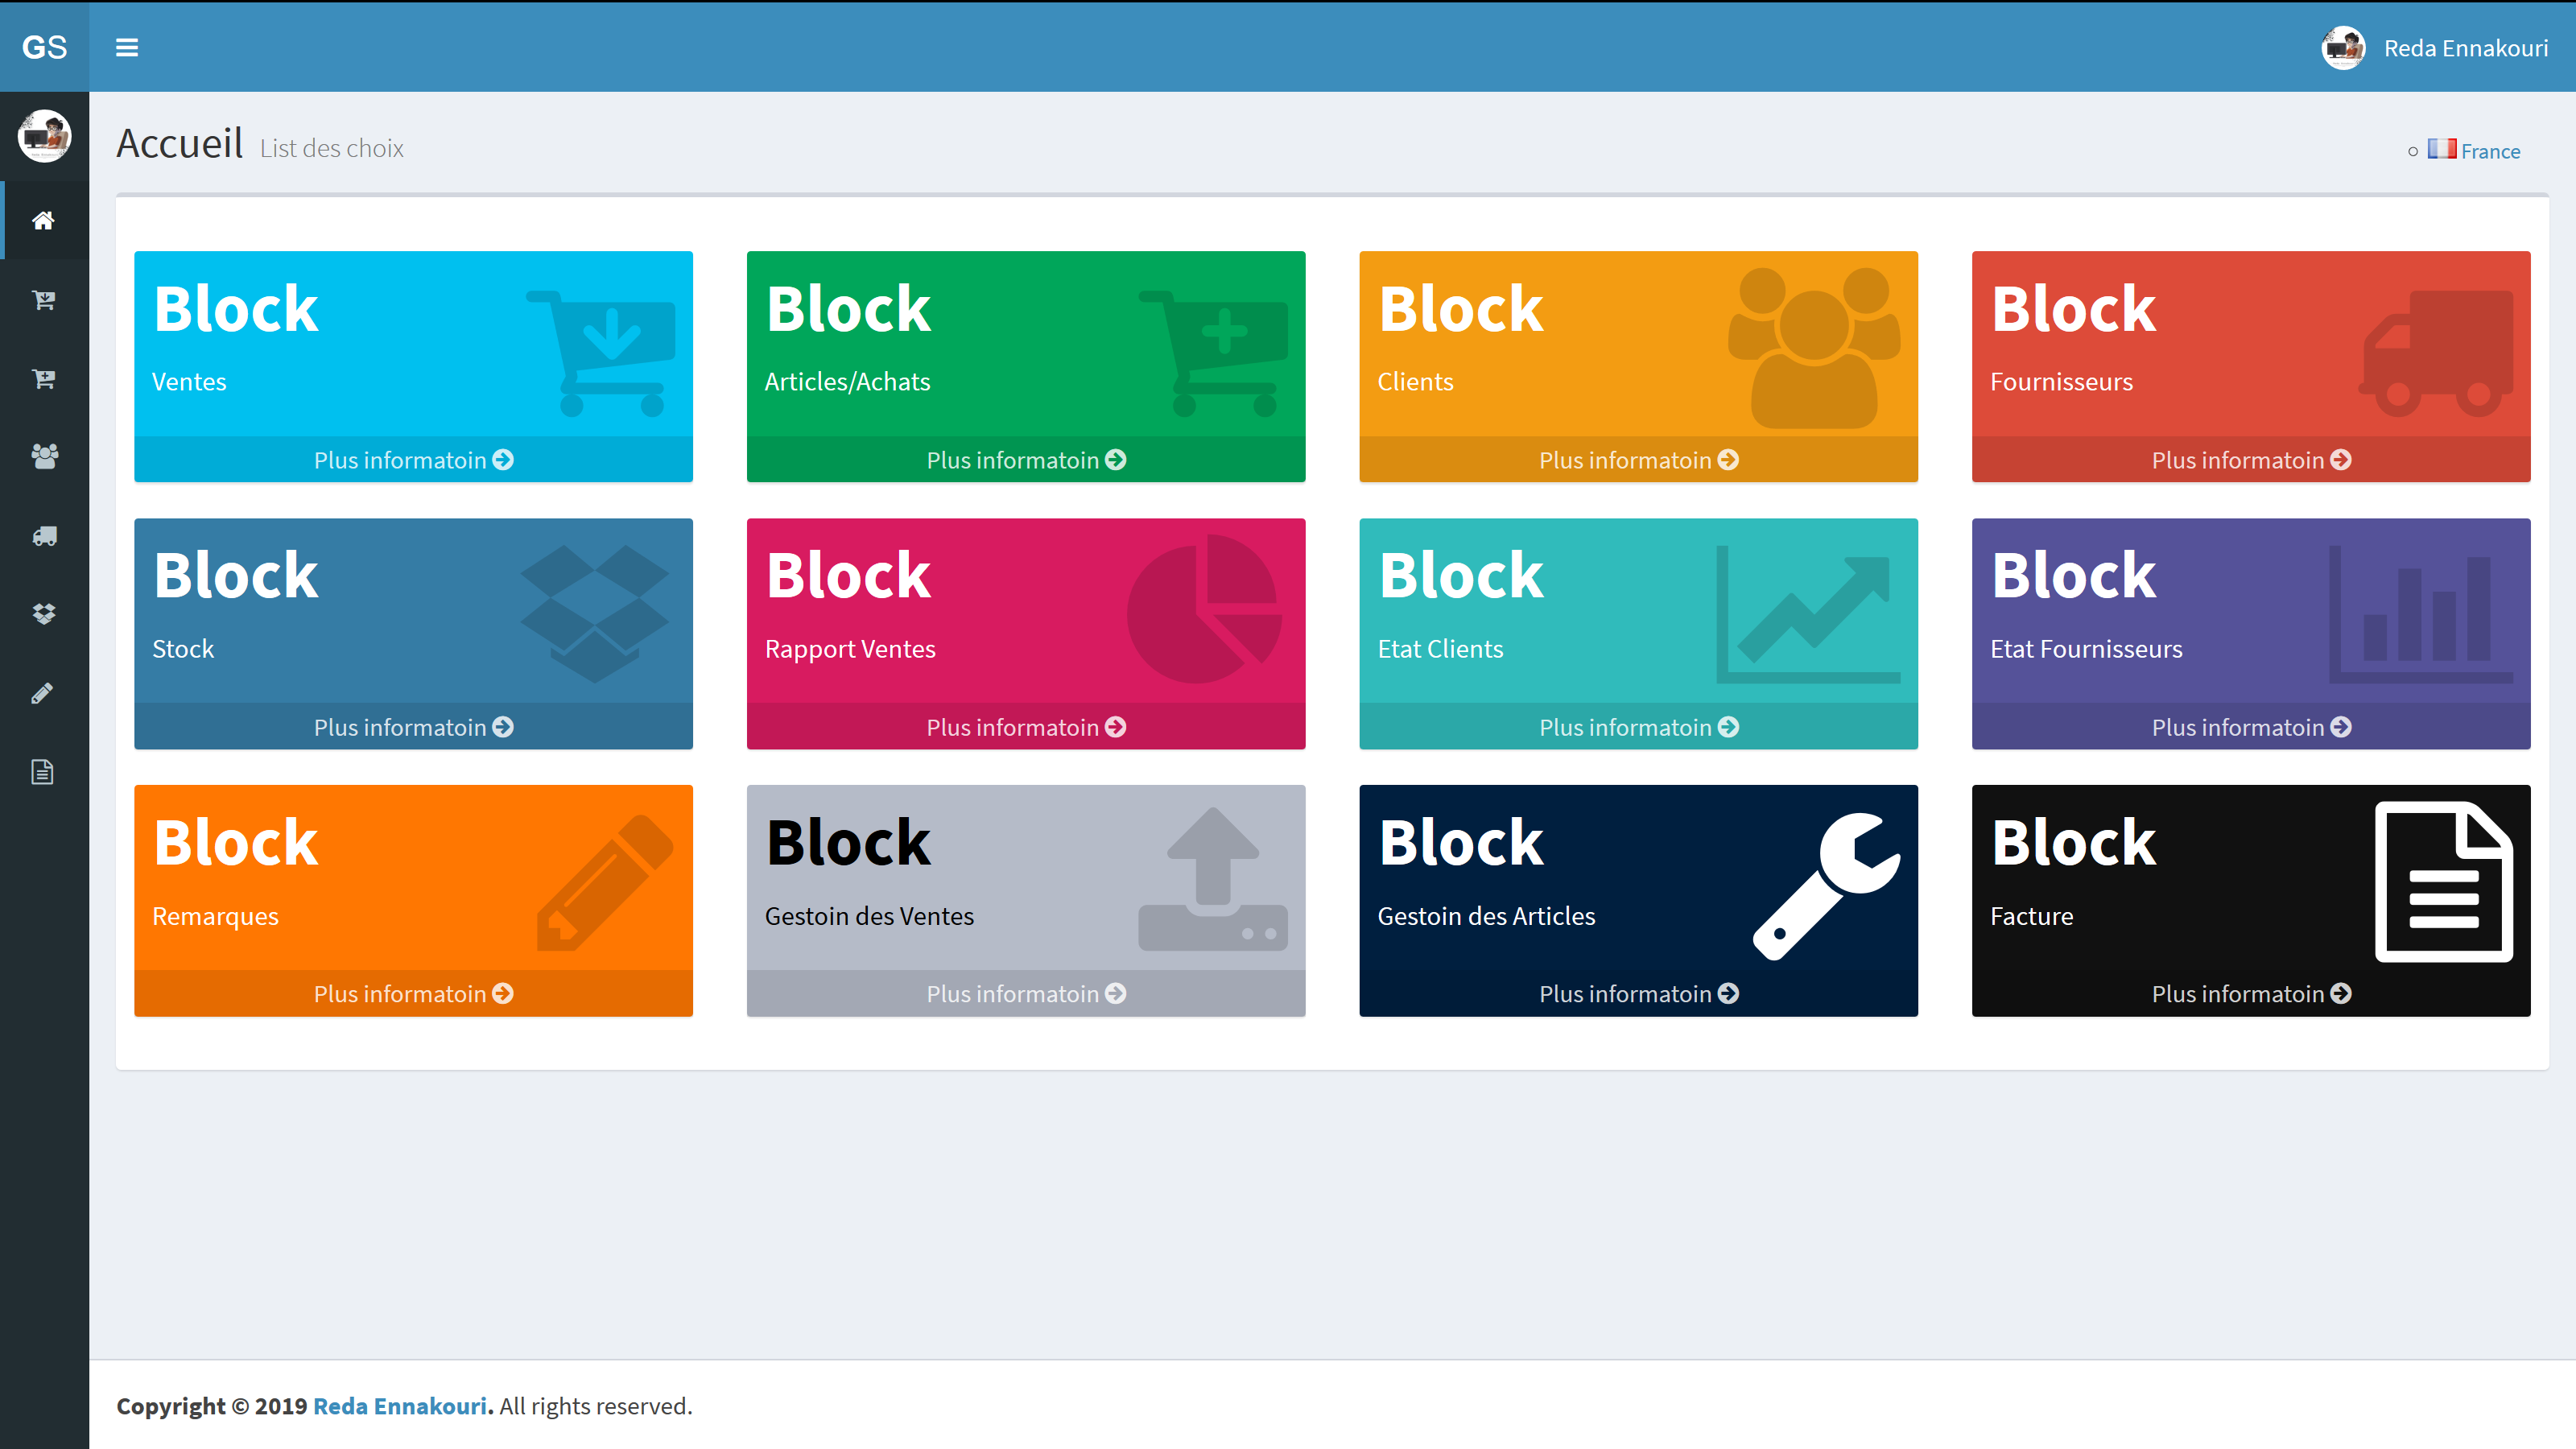 GS
Reda Ennakouri
Accueil List des choix
France
Block
Ventes
Plus informatoin
Block
Articles/Achats
Plus informatoin
Block
Clients
Plus informatoin
Block
Fournisseurs
Plus informatoin
Block
Stock
Plus informatoin
Block
Rapport Ventes
Plus informatoin
Block
Etat Clients
Plus informatoin
Block
Etat Fournisseurs
Plus informatoin
Block
Remarques
Plus informatoin
Block
Gestoin des Ventes
Plus informatoin
Block
Gestoin des Articles
Plus informatoin
Block
Facture
Plus informatoin
Copyright © 2019 Reda Ennakouri. All rights reserved.